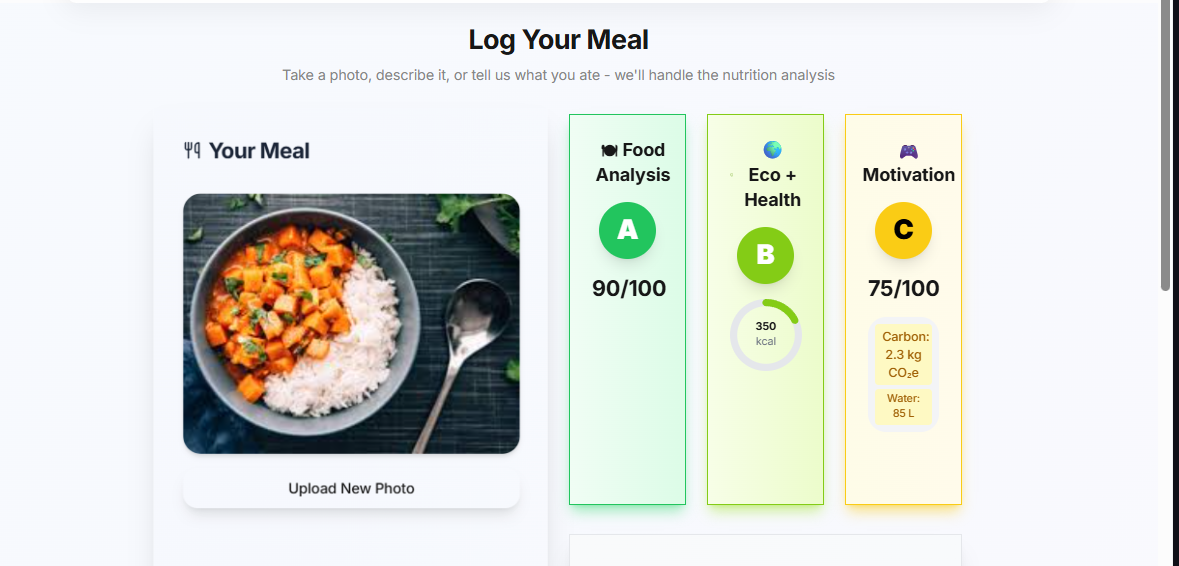 Log Your Meal
Take a photo, describe it, or tell us what you ate - we'll handle the nutrition analysis
Your Meal
Upload New Photo
🍽 Food
Analysis
A
90/100
🌍
Eco +
Health
B
350
kcal
🎮
Motivation
C
75/100
Carbon:
2.3 kg
CO₂e
Water:
85 L